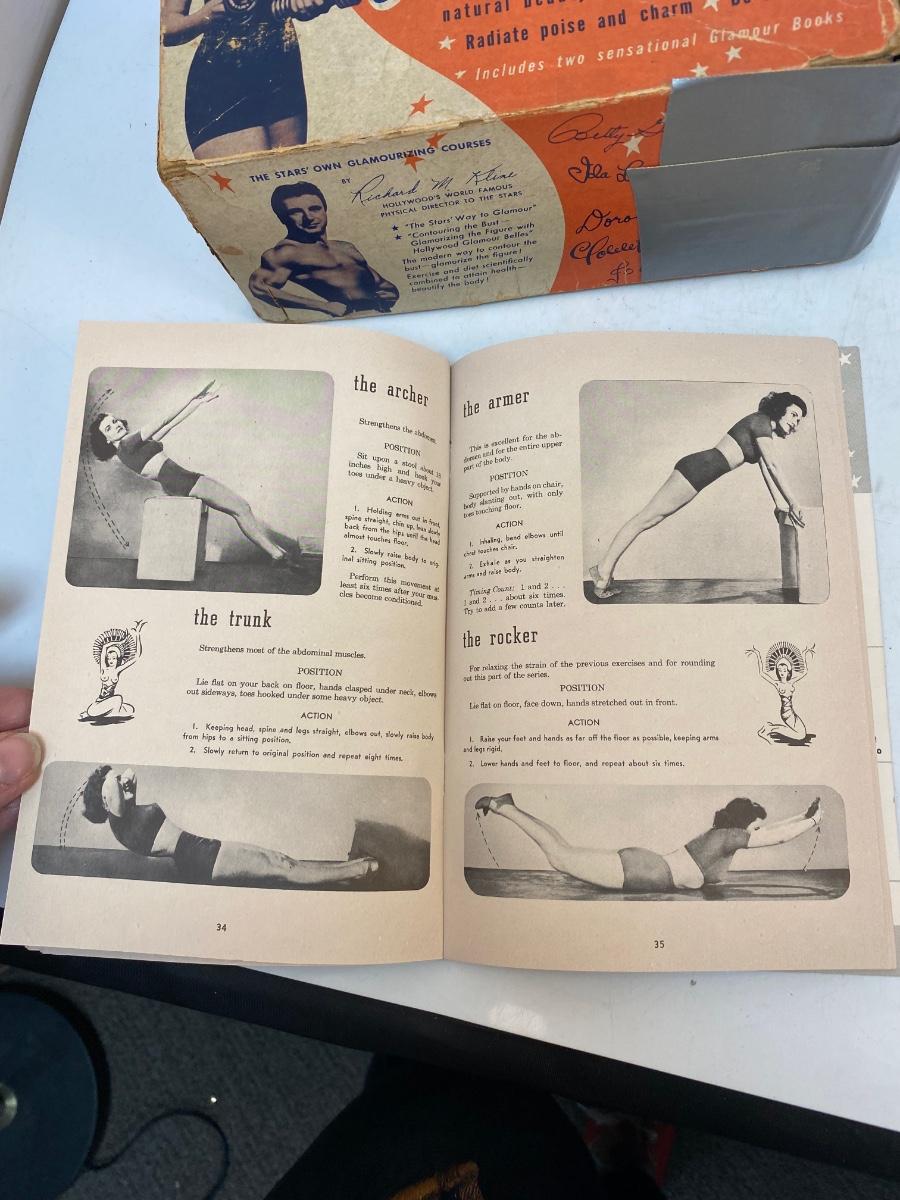 natural
★ Radiate poise and charm ★
★ Includes two sensational Glamour Books
THE STARS' OWN GLAMOURIZING COURSES
BY
Richard M. Kline
HOLLYWOOD'S WORLD FAMOUS
PHYSICAL DIRECTOR TO THE STARS
★ "The Stars' Way to Glamour"
★ "Contouring the Bust—
Glamorizing the Figure with
Hollywood Glamour Belles"
The modern way to contour the
bust—glamorize the figure!
Exercise and diet scientifically
combined to attain health—
beautify the body!
Betty
Ida
Doro
the archer
Strengthens the abdomen.
POSITION
Sit upon a stool about
inches high and hook your
toes under a heavy object.
ACTION
1. Holding arms out in front,
spine straight, chin up, lean slowly
back from the hips until the head
almost touches floor.
2. Slowly raise body to orig-
inal sitting position.
Perform this movement at
least six times after your mus-
cles become conditioned.
the trunk
Strengthens most of the abdominal muscles.
POSITION
Lie flat on your back on floor, hands clasped under neck, elbows
out sideways, toes hooked under some heavy object.
ACTION
1. Keeping head, spine and legs straight, elbows out, slowly raise body
from hips to a sitting position.
2. Slowly return to original position and repeat eight times.
34
the armer
This is excellent for the ab-
domen and for the entire upper
part of the body.
POSITION
Supported by hands on chair,
body slanting out, with only
toes touching floor.
ACTION
1. Inhaling, bend elbows until
chest touches chair.
2. Exhale as you straighten
arms and raise body.
Timing Count: 1 and 2 . . .
1 and 2 . . . about six times.
Try to add a few counts later.
the rocker
For relaxing the strain of the previous exercises and for rounding
out this part of the series.
POSITION
Lie flat on floor, face down, hands stretched out in front.
ACTION
1. Raise your feet and hands as far off the floor as possible, keeping arms
and legs rigid.
2. Lower hands and feet to floor, and repeat about six times.
35